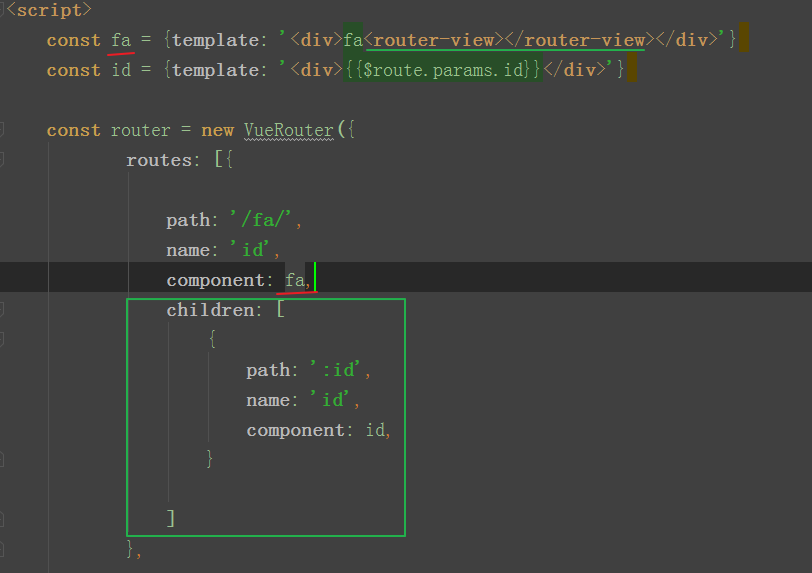 <script>
const fa = {template: '<div>fa<router-view></router-view></div>'}
const id = {template: '<div>{{$route.params.id}}</div>'}
const router = new VueRouter({
routes: [{
path: '/fa/',
name: 'id',
component: fa,
children: [
{
path: ':id',
name: 'id',
component: id,
}
]
},